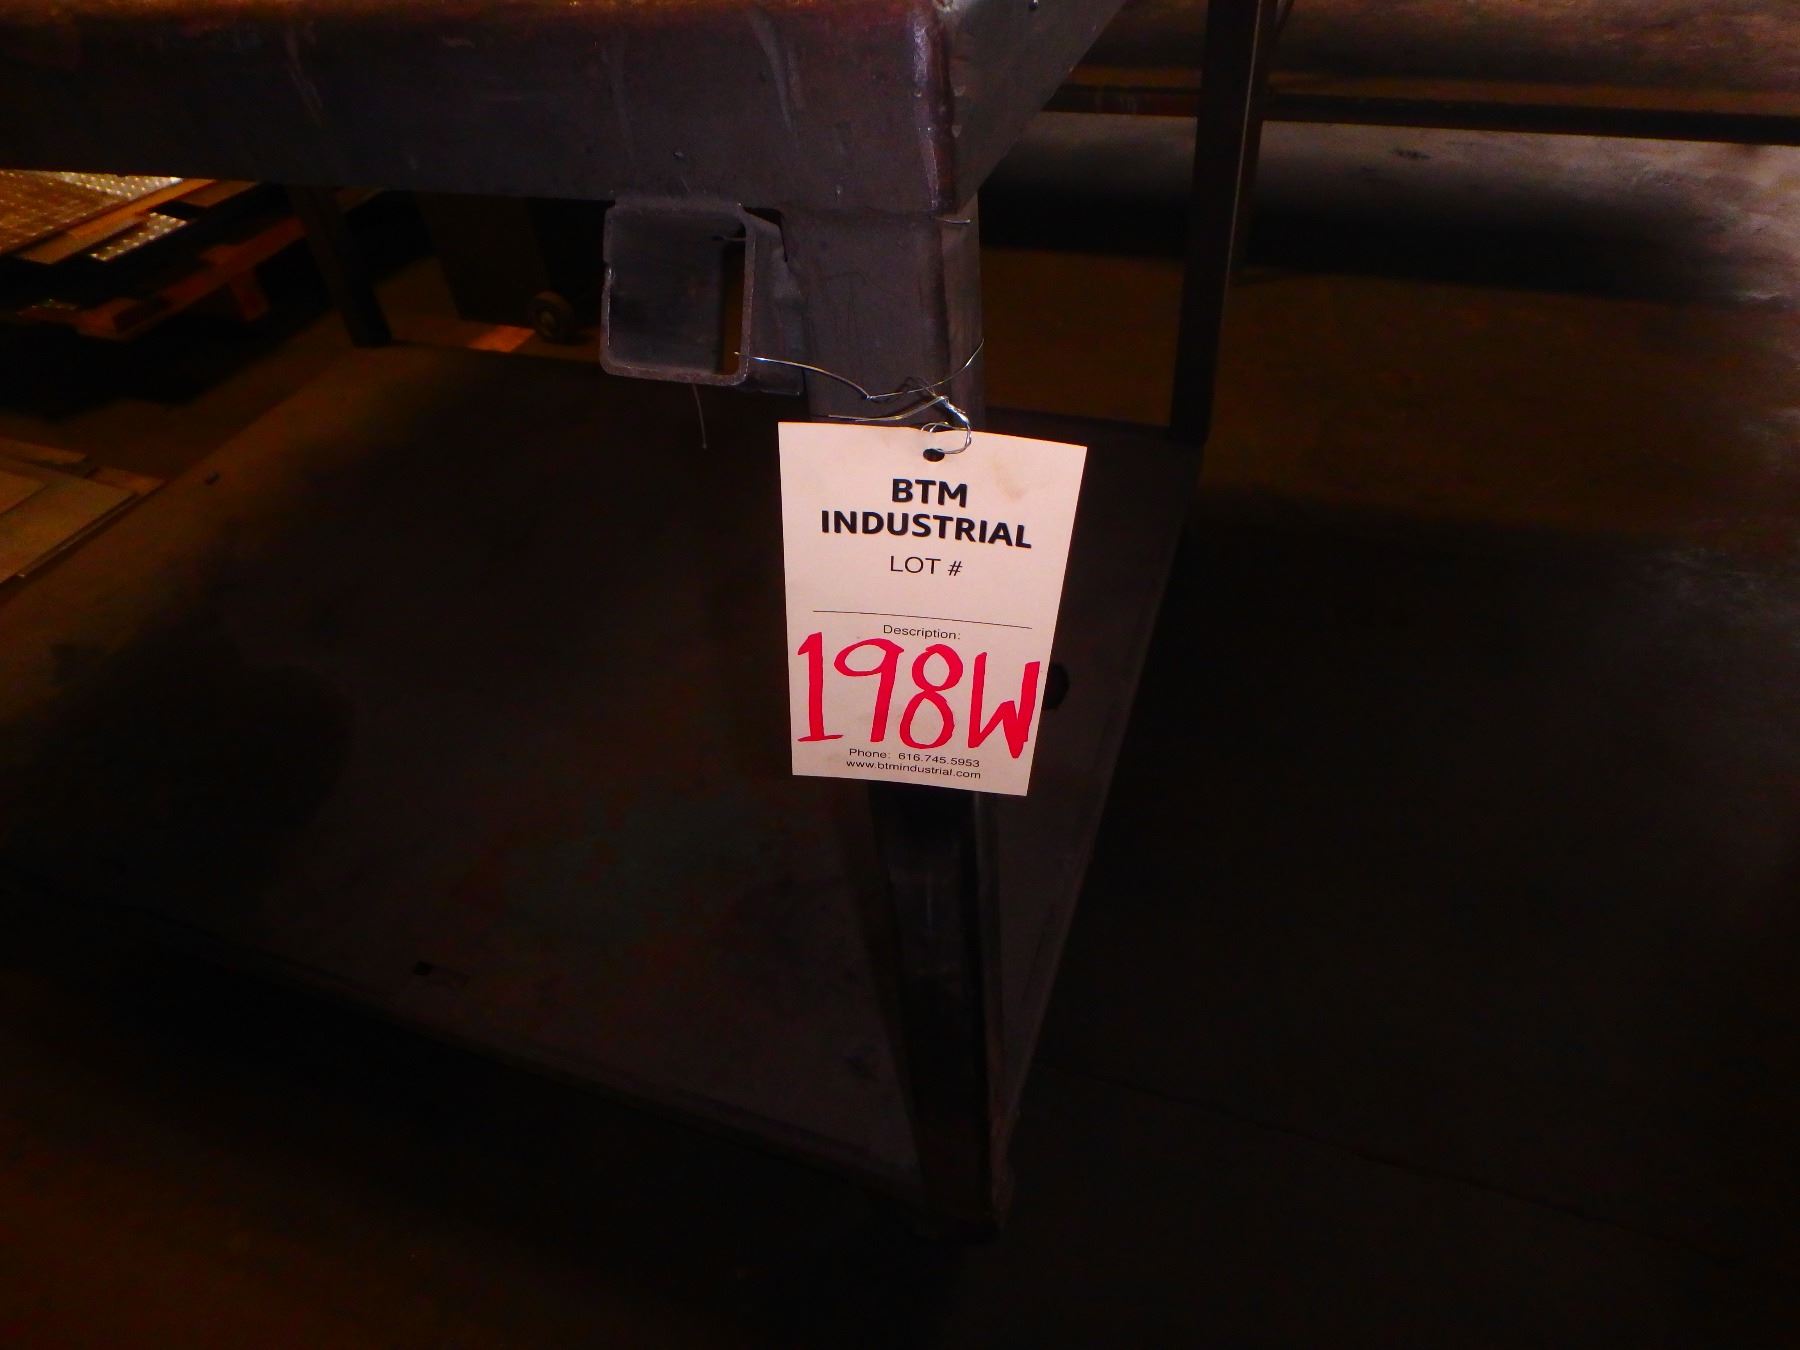 BTM
INDUSTRIAL
LOT #
Description:
198W
Phone: 616.745.5953
www.btmindustrial.com